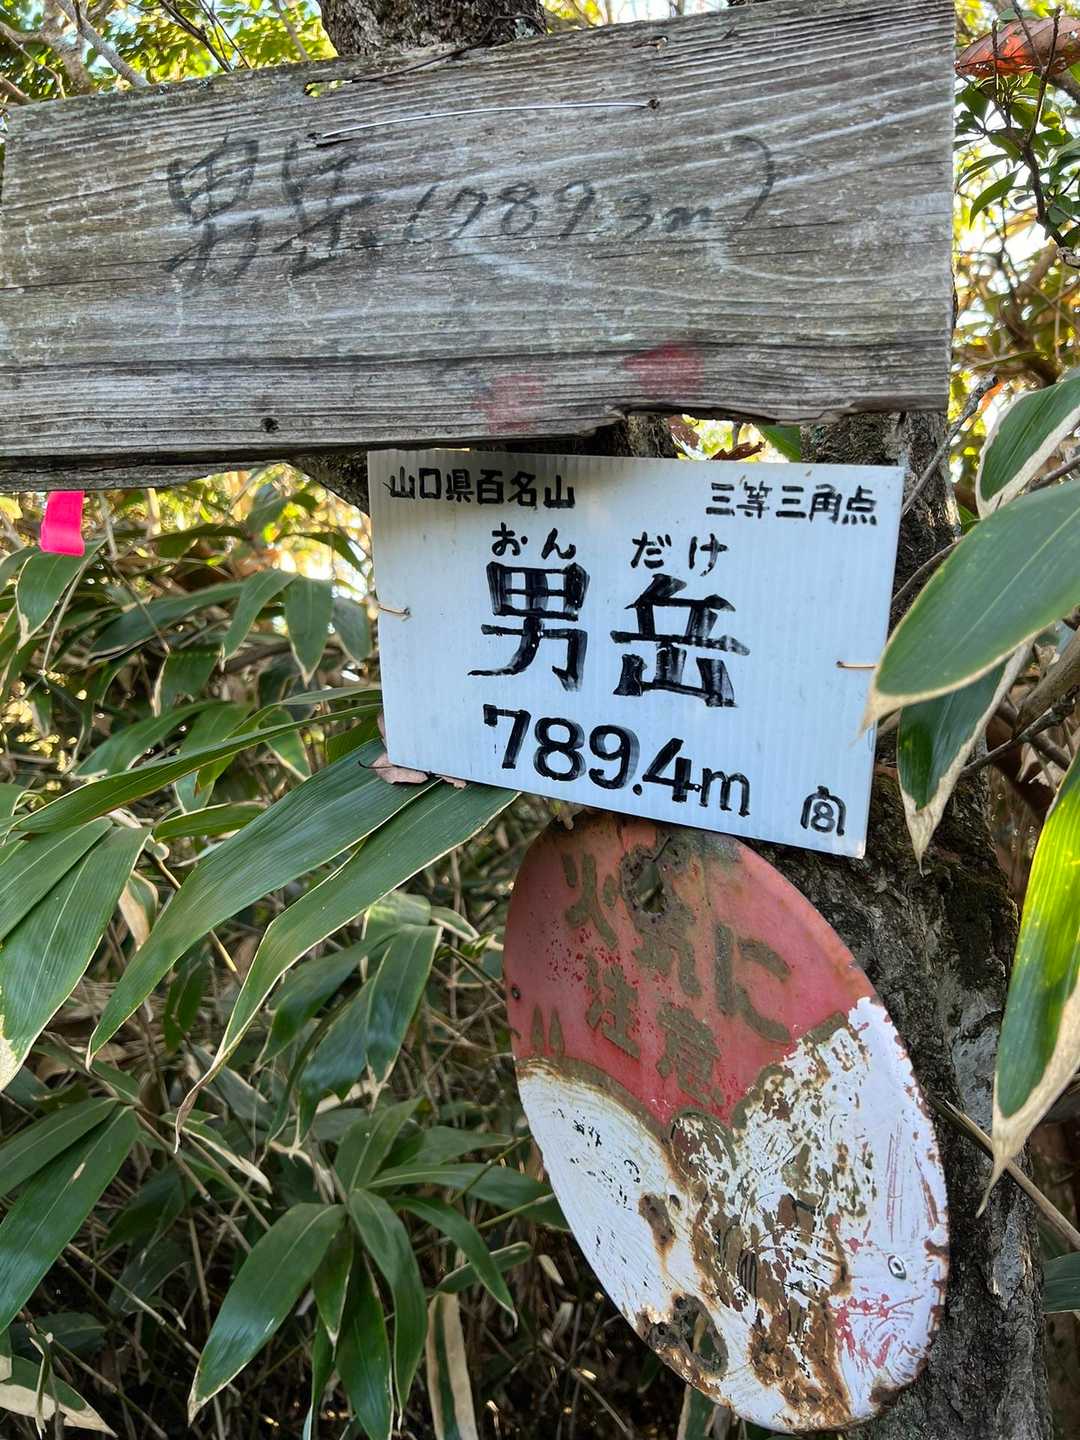 男岳(789.3m)
山口県百名山 三等三角点
おんだけ
男岳
789.4m
火気に
注意